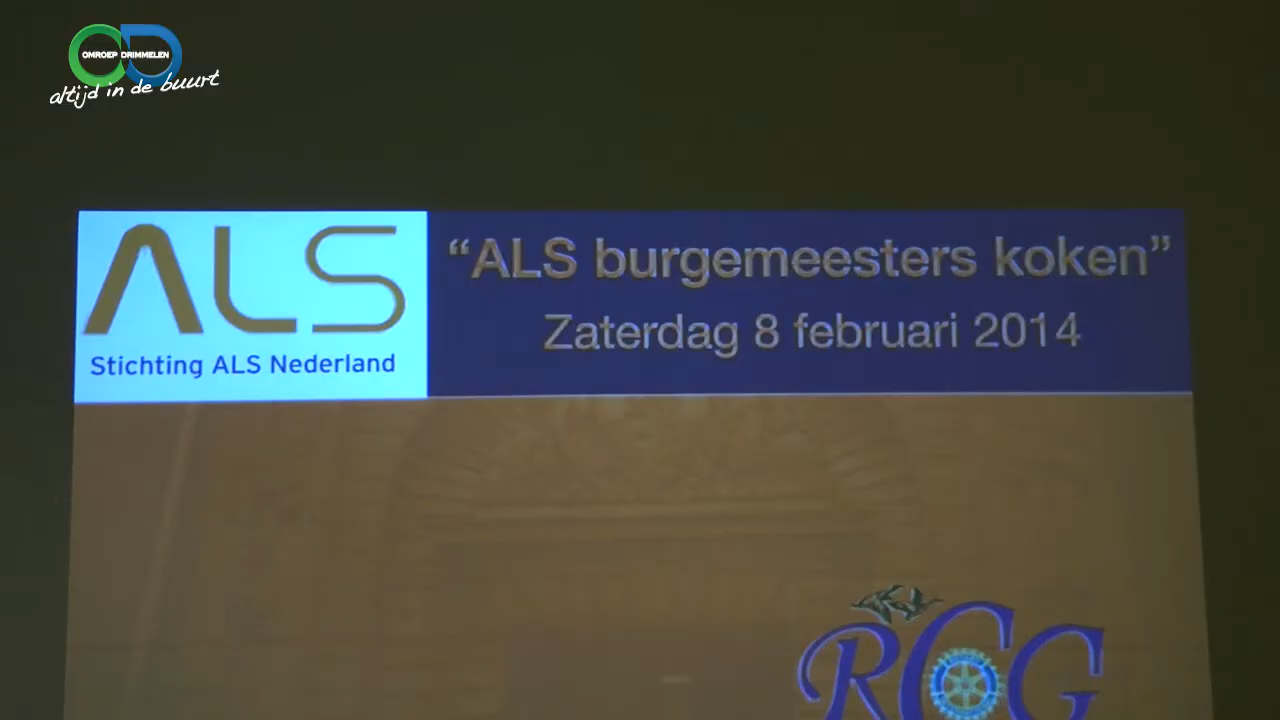 OMROEP DRIMMELEN
altijd in de buurt
ALS
Stichting ALS Nederland
“ALS burgemeesters koken”
Zaterdag 8 februari 2014
RCG